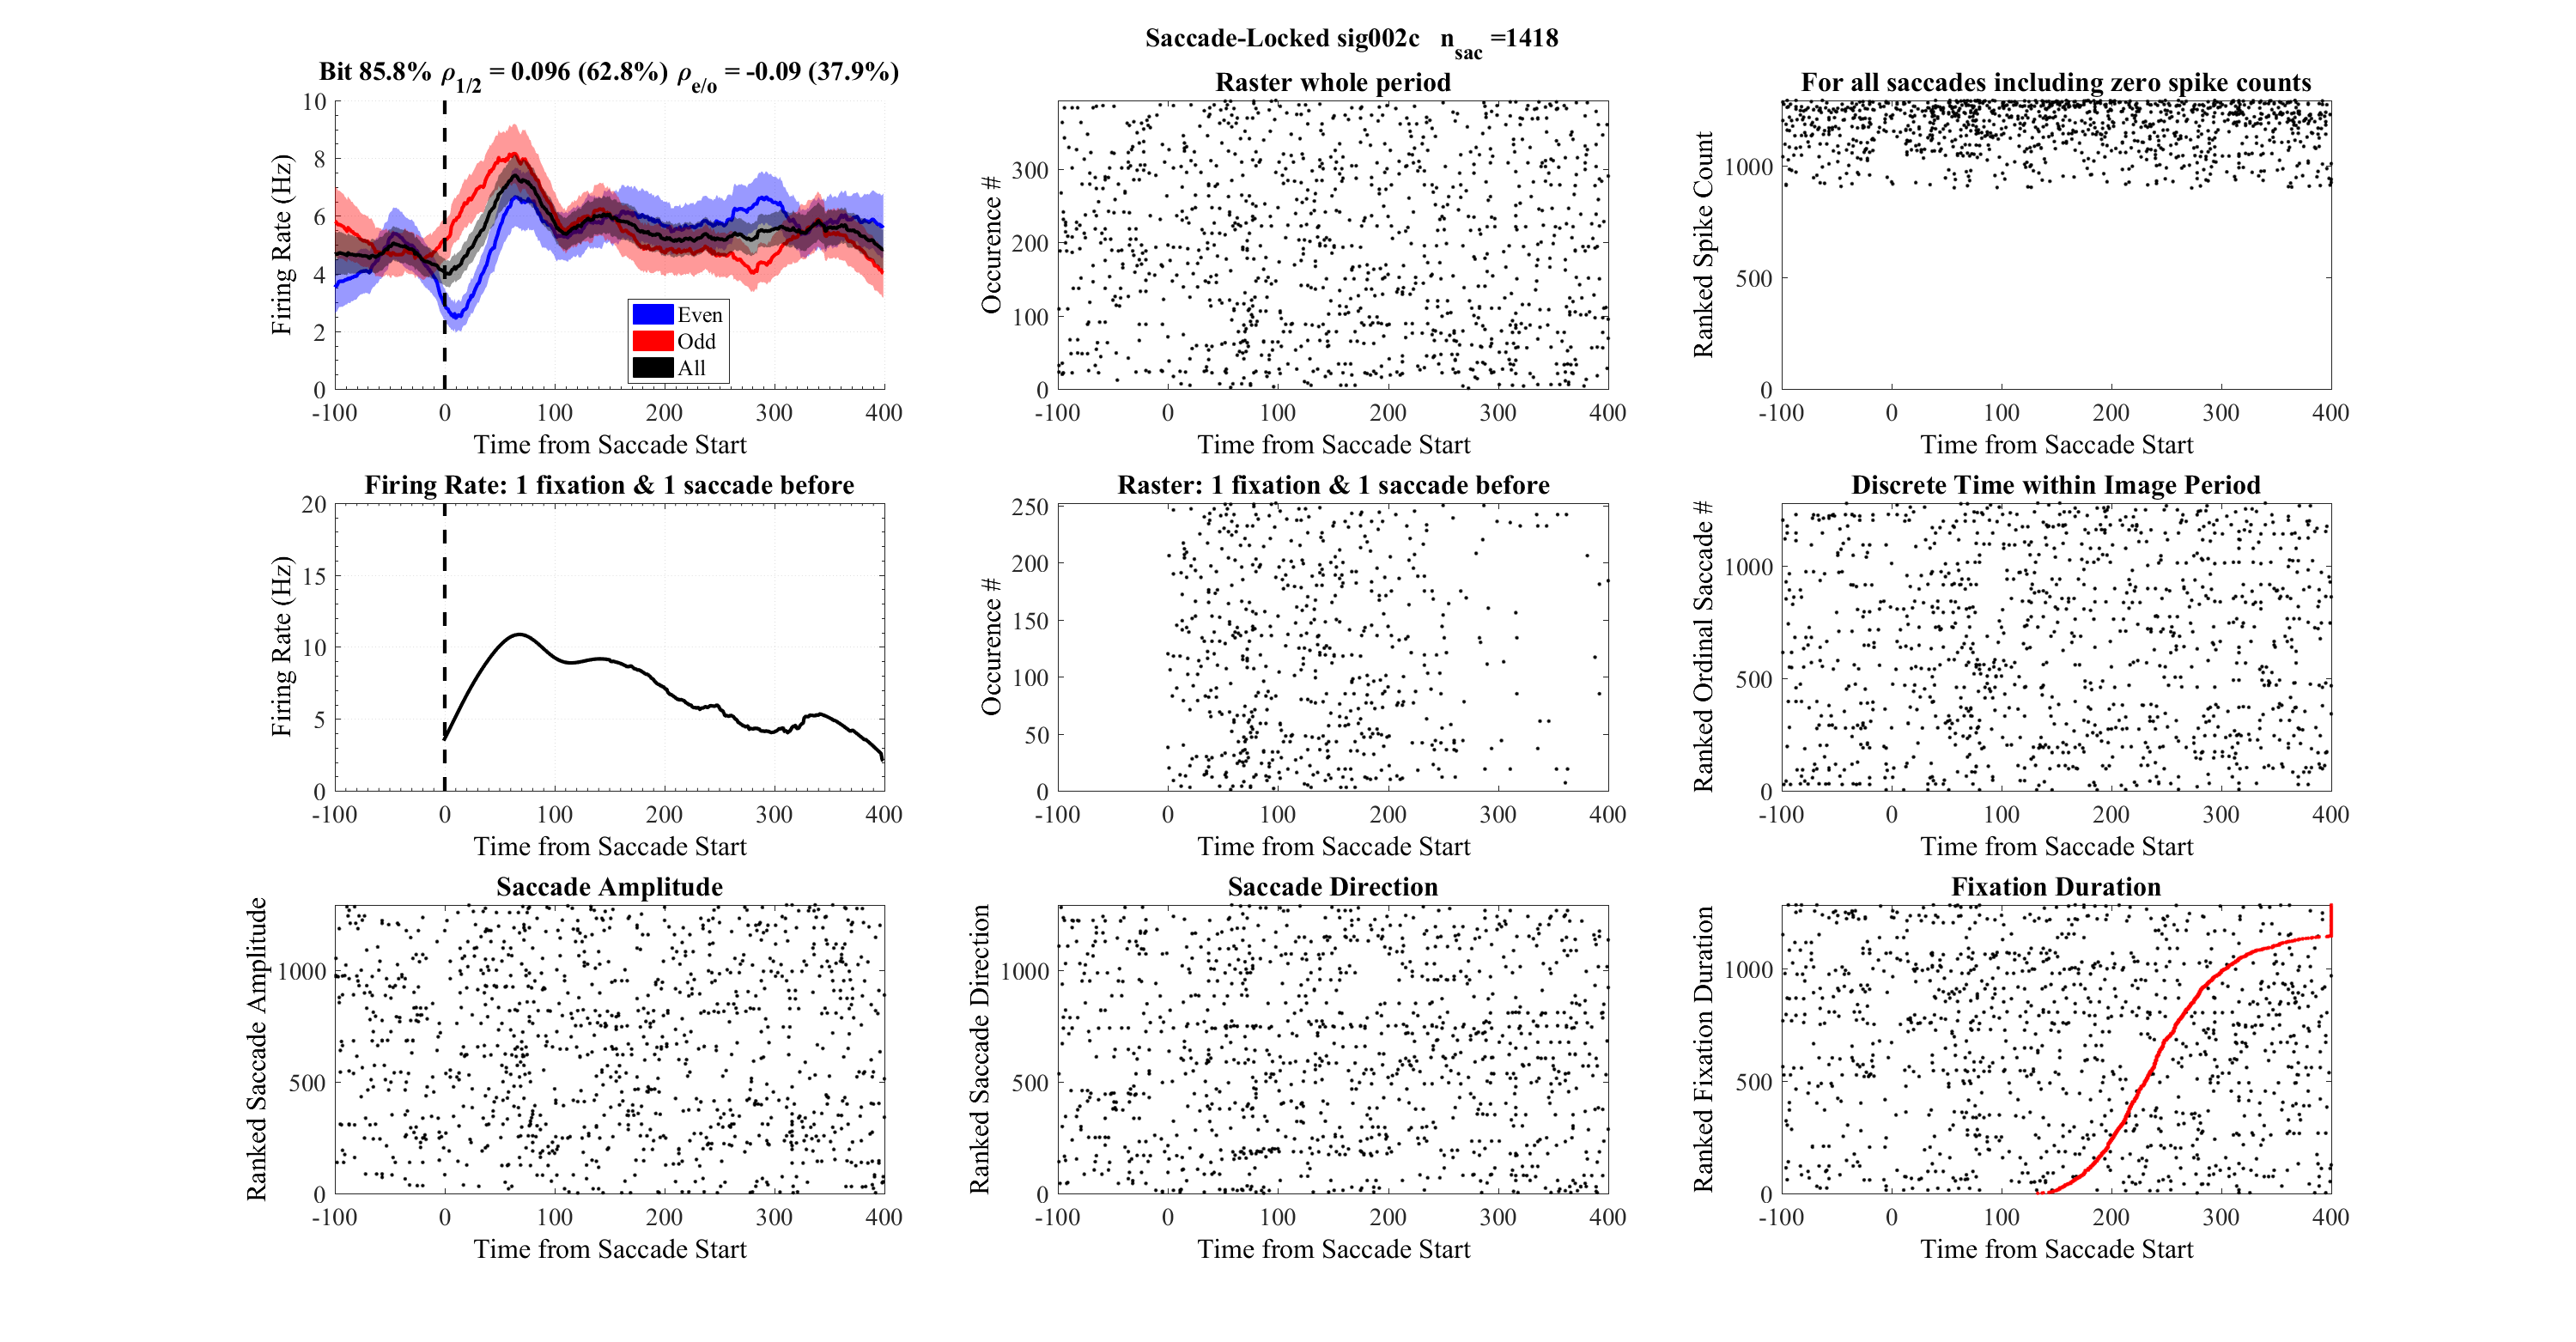 Saccade-Locked sig002c n_sac =1418
Bit 85.8% ρ_1/2 = 0.096 (62.8%) ρ_e/o = -0.09 (37.9%)
Firing Rate (Hz)
10
8
6
4
2
0
Even
Odd
All
-100 0 100 200 300 400
Time from Saccade Start
Raster whole period
Occurence #
300
200
100
0
-100 0 100 200 300 400
Time from Saccade Start
For all saccades including zero spike counts
Ranked Spike Count
1000
500
0
-100 0 100 200 300 400
Time from Saccade Start
Firing Rate: 1 fixation & 1 saccade before
Firing Rate (Hz)
20
15
10
5
0
-100 0 100 200 300 400
Time from Saccade Start
Raster: 1 fixation & 1 saccade before
Occurence #
250
200
150
100
50
0
-100 0 100 200 300 400
Time from Saccade Start
Discrete Time within Image Period
Ranked Ordinal Saccade #
1000
500
0
-100 0 100 200 300 400
Time from Saccade Start
Saccade Amplitude
Ranked Saccade Amplitude
1000
500
0
-100 0 100 200 300 400
Time from Saccade Start
Saccade Direction
Ranked Saccade Direction
1000
500
0
-100 0 100 200 300 400
Time from Saccade Start
Fixation Duration
Ranked Fixation Duration
1000
500
0
-100 0 100 200 300 400
Time from Saccade Start